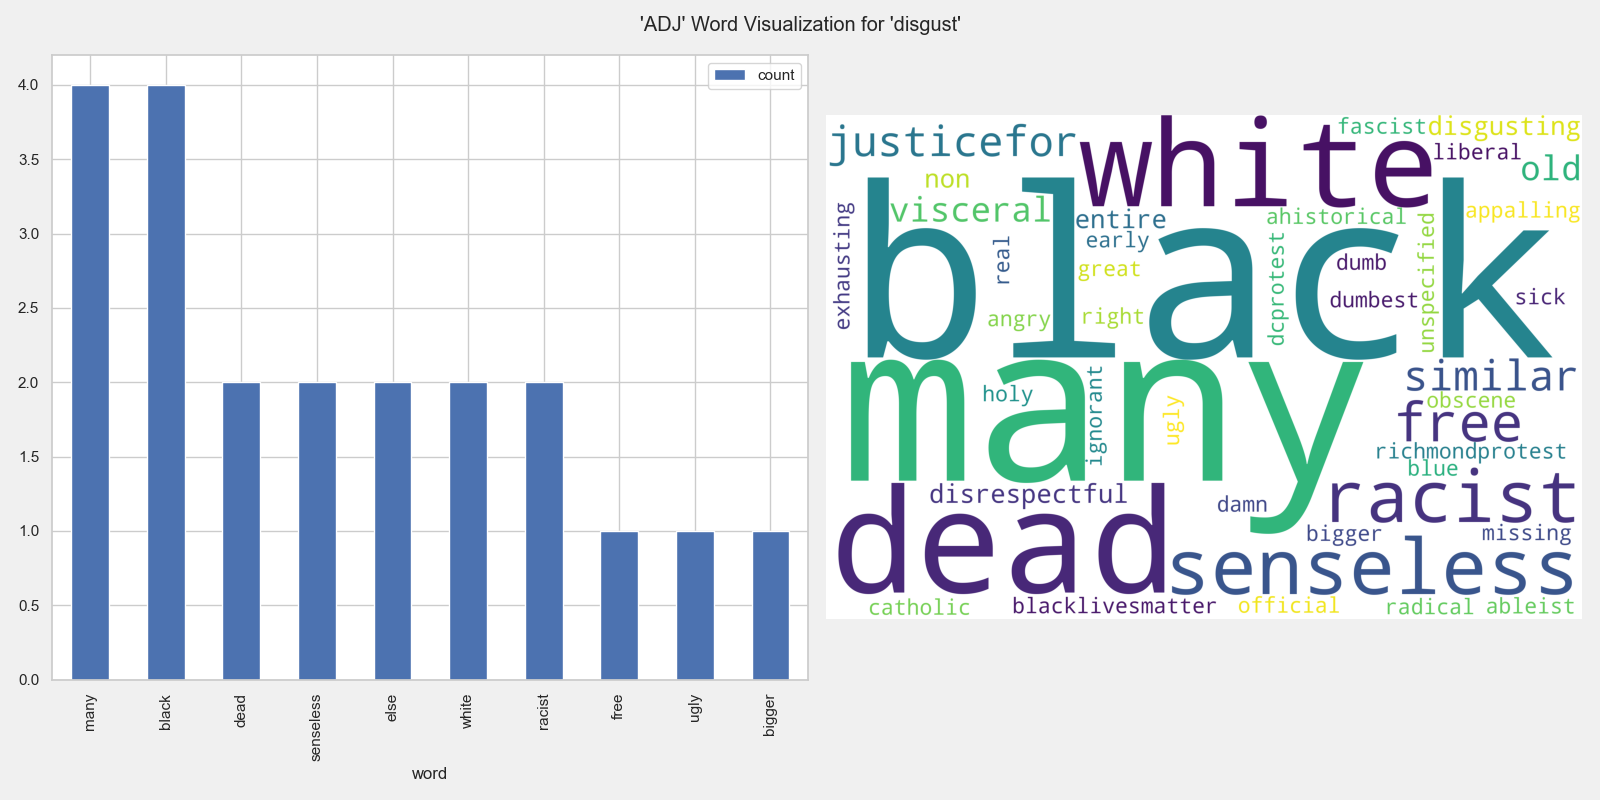 'ADJ' Word Visualization for 'disgust'
count
4.0
3.5
3.0
2.5
2.0
1.5
1.0
0.5
0.0
many
black
dead
senseless
else
white
racist
free
ugly
bigger
word
justicefor
white
fascist
disgusting
liberal
old
non
visceral
entire
ahistorical
appalling
exhausting
black
real
early
great
dcprotest
dumb
unspecified
dumbest
sick
angry
right
many
holy
ignorant
ugly
similar
obscene
free
richmondprotest
blue
dead
disrespectful
damn
racist
bigger
missing
senseless
catholic
blacklivesmatter
official
radical
ableist